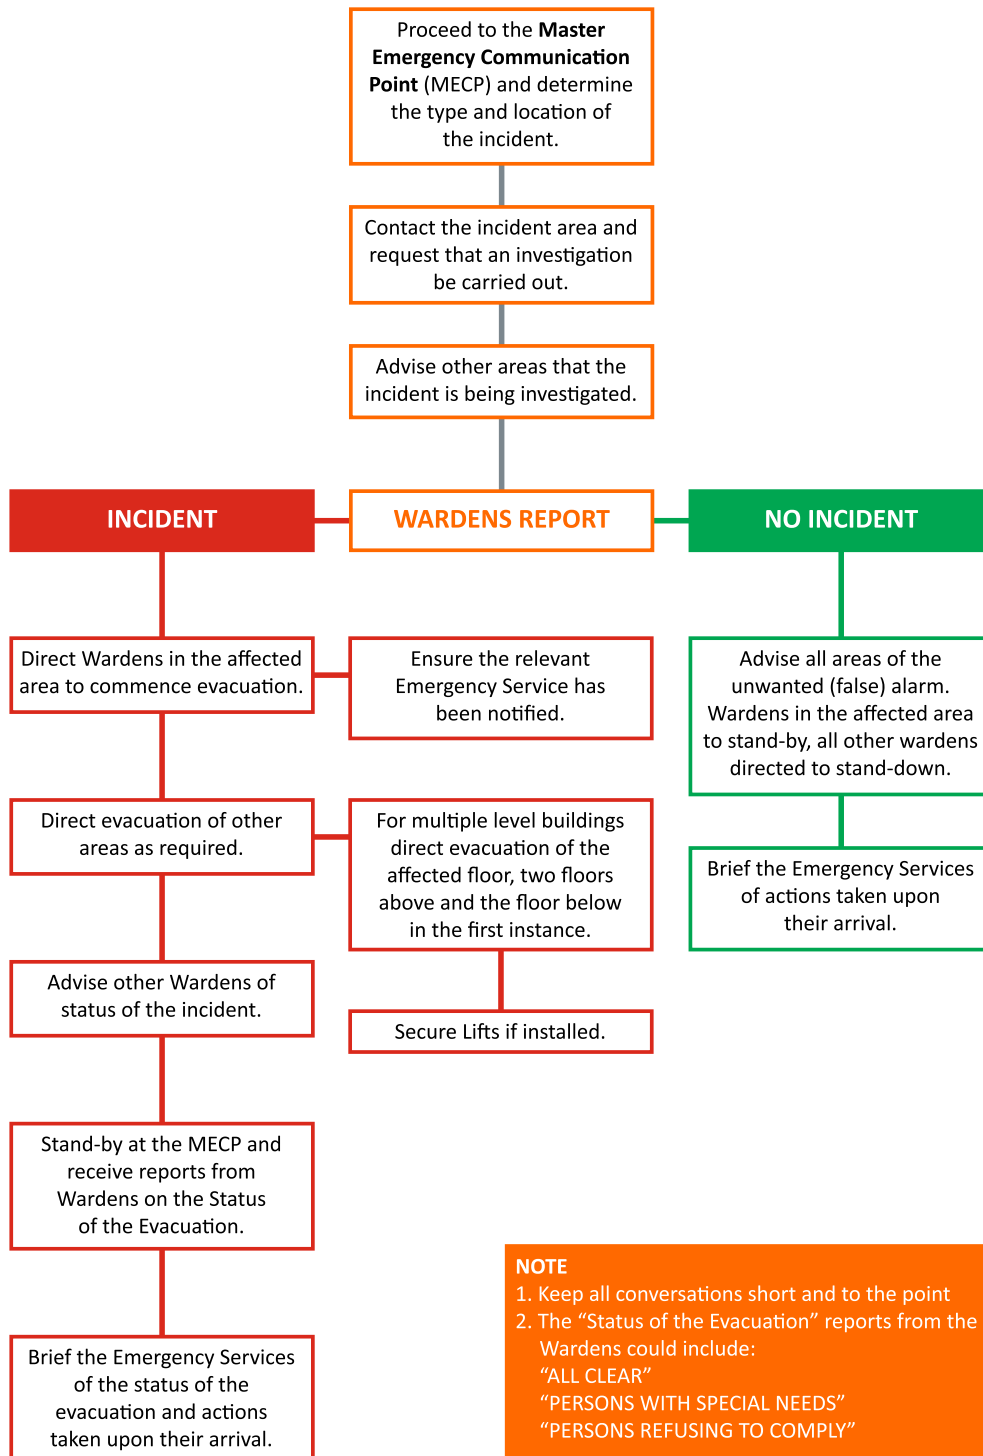 Proceed to the Master
Emergency Communication
Point (MECP) and determine
the type and location of
the incident.
Contact the incident area and
request that an investigation
be carried out.
Advise other areas that the
incident is being investigated.
INCIDENT
WARDENS REPORT
NO INCIDENT
Direct Wardens in the affected
area to commence evacuation.
Ensure the relevant
Emergency Service has
been notified.
Advise all areas of the
unwanted (false) alarm.
Wardens in the affected area
to stand-by, all other wardens
directed to stand-down.
Direct evacuation of other
areas as required.
For multiple level buildings
direct evacuation of the
affected floor, two floors
above and the floor below
in the first instance.
Brief the Emergency Services
of actions taken upon
their arrival.
Advise other Wardens of
status of the incident.
Secure Lifts if installed.
Stand-by at the MECP and
receive reports from
Wardens on the Status
of the Evacuation.
Brief the Emergency Services
of the status of the
evacuation and actions
taken upon their arrival.
NOTE
1. Keep all conversations short and to the point
2. The “Status of the Evacuation” reports from the
Wardens could include:
“ALL CLEAR”
“PERSONS WITH SPECIAL NEEDS”
“PERSONS REFUSING TO COMPLY”